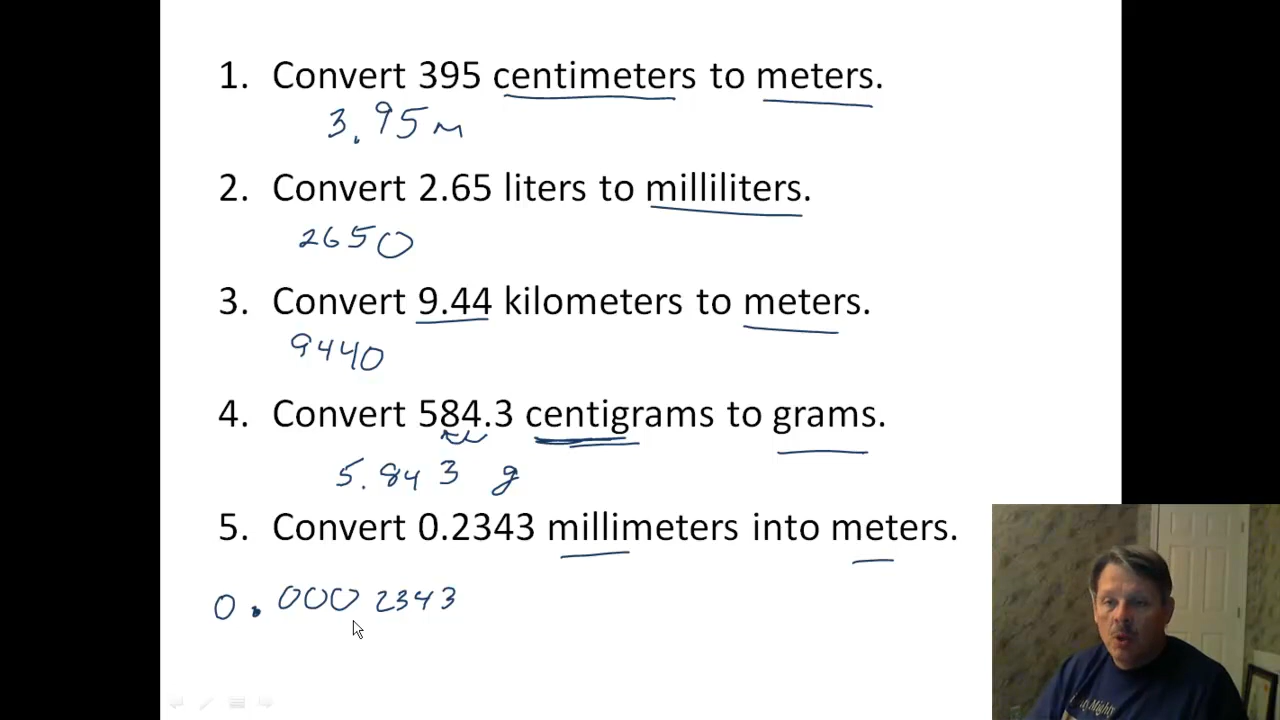 1. Convert 395 centimeters to meters.
3.95 m
2. Convert 2.65 liters to milliliters.
2650
3. Convert 9.44 kilometers to meters.
9440
4. Convert 584.3 centigrams to grams.
5.843 g
5. Convert 0.2343 millimeters into meters.
0.0002343